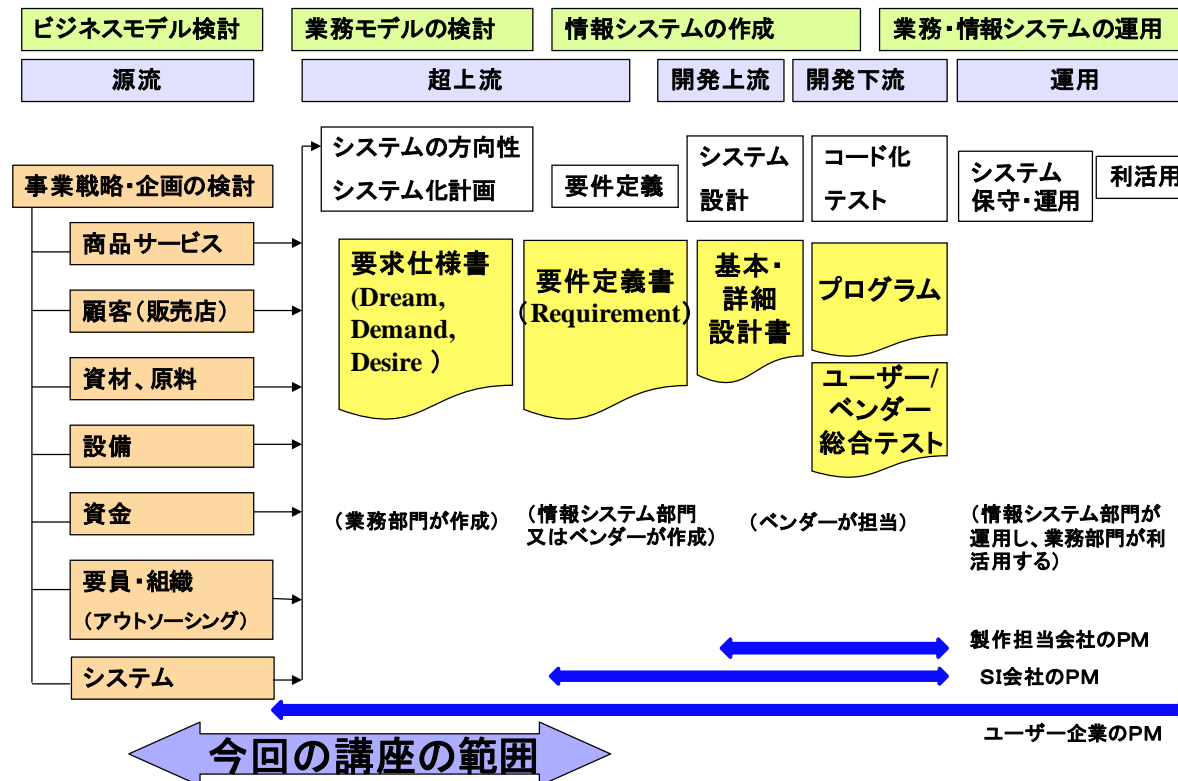 ビジネスモデル検討
業務モデルの検討
情報システムの作成
業務・情報システムの運用
源流
超上流
開発上流
開発下流
運用
事業戦略・企画の検討
商品サービス
顧客(販売店)
資材、原料
設備
資金
要員・組織
(アウトソーシング)
システム
システムの方向性
システム化計画
要件定義
システム
設計
コード化
テスト
システム
保守・運用
利活用
要求仕様書
(Dream,
Demand,
Desire )
要件定義書
(Requirement)
基本・
詳細
設計書
プログラム
ユーザー/
ベンダー
総合テスト
(業務部門が作成)
(情報システム部門
又はベンダーが作成)
(ベンダーが担当)
(情報システム部門が
運用し、業務部門が利
活用する)
製作担当会社のPM
SI会社のPM
ユーザー企業のPM
今回の講座の範囲